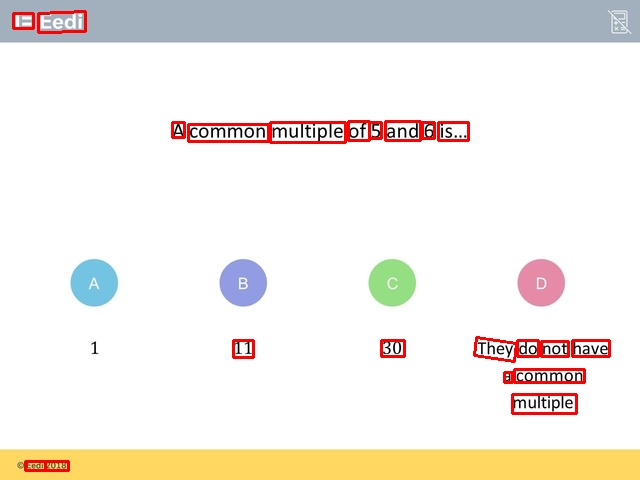 Eedi
A common multiple of 5 and 6 is...
A
B
C
D
1
11
30
They do not have
a common
multiple
© Eedi 2018